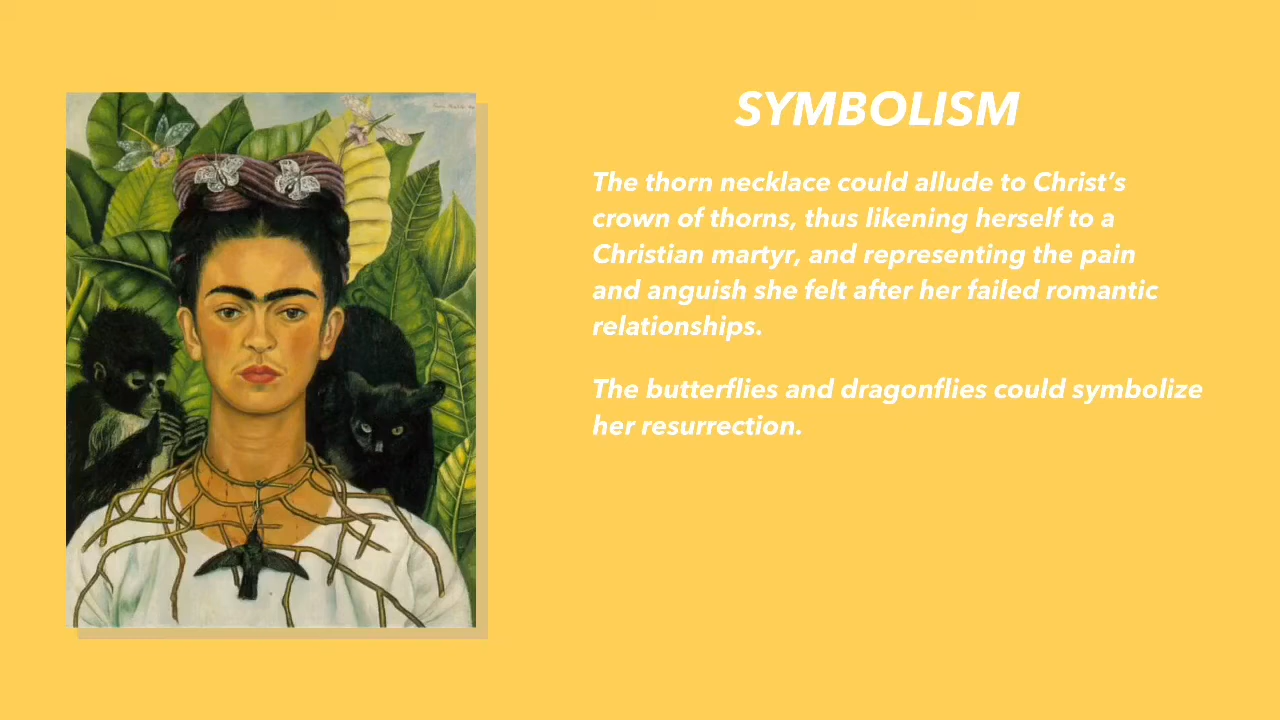 SYMBOLISM
The thorn necklace could allude to Christ’s
crown of thorns, thus likening herself to a
Christian martyr, and representing the pain
and anguish she felt after her failed romantic
relationships.
The butterflies and dragonflies could symbolize
her resurrection.